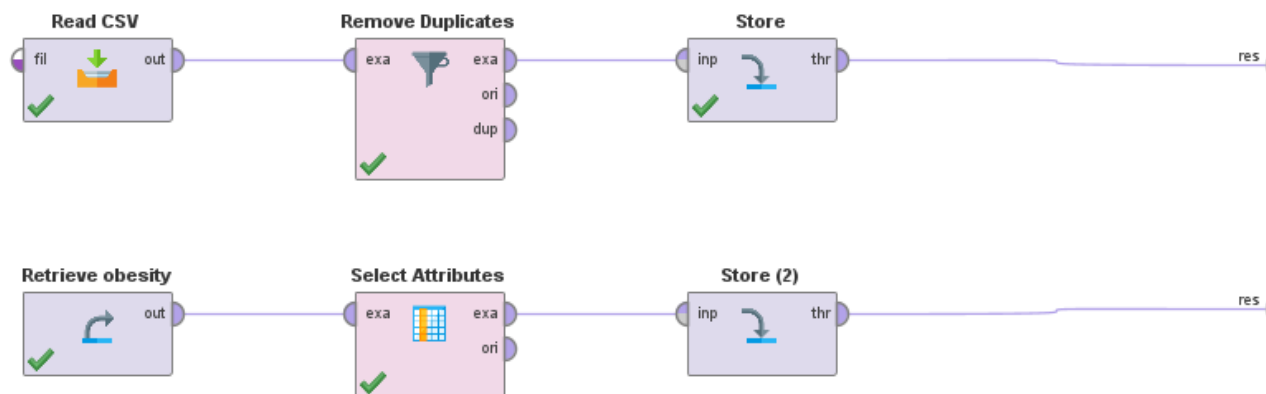 Read CSV
Remove Duplicates
Store
fil
out
exa
exa
inp
thr
res
ori
dup
Retrieve obesity
Select Attributes
Store (2)
out
exa
exa
inp
thr
res
ori